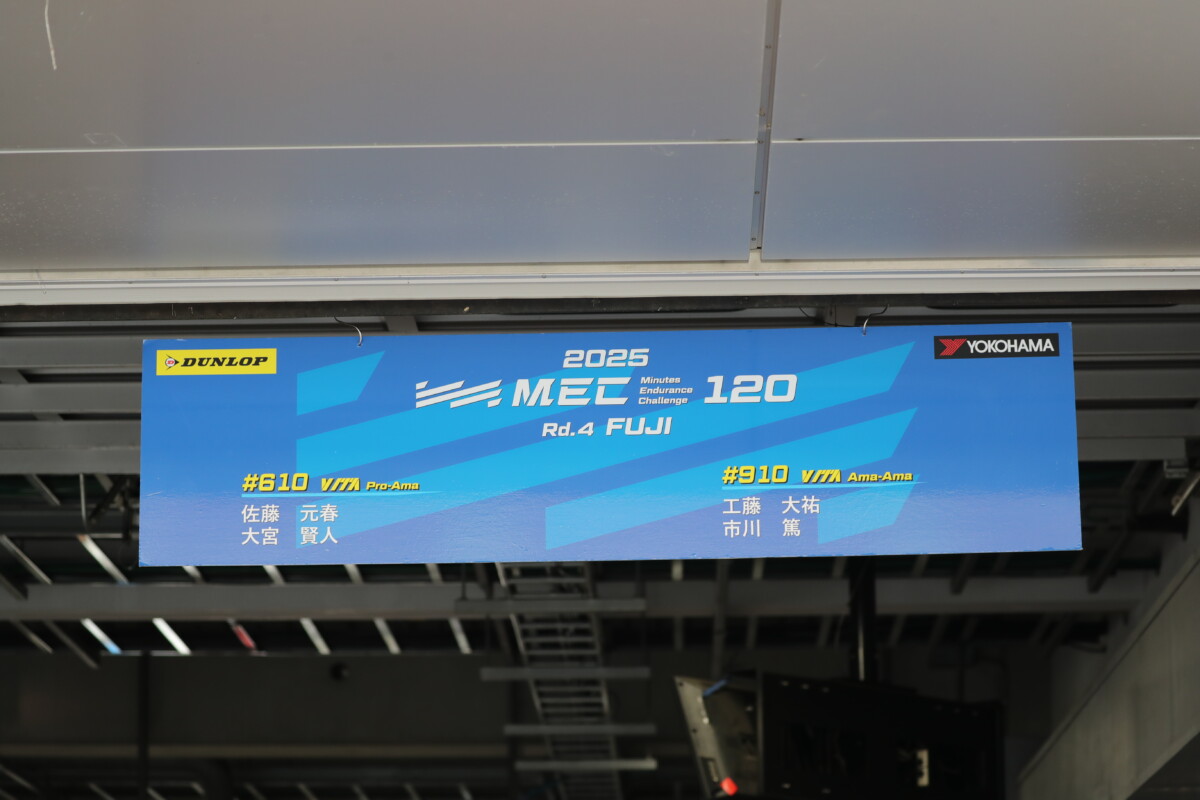 DUNLOP
YOKOHAMA
2025
MEC Minutes Endurance Challenge 120
Rd.4 FUJI
#610 VITA Pro-Ama
佐藤 元春
大宮 賢人
#910 VITA Ama-Ama
工藤 大祐
市川 篤